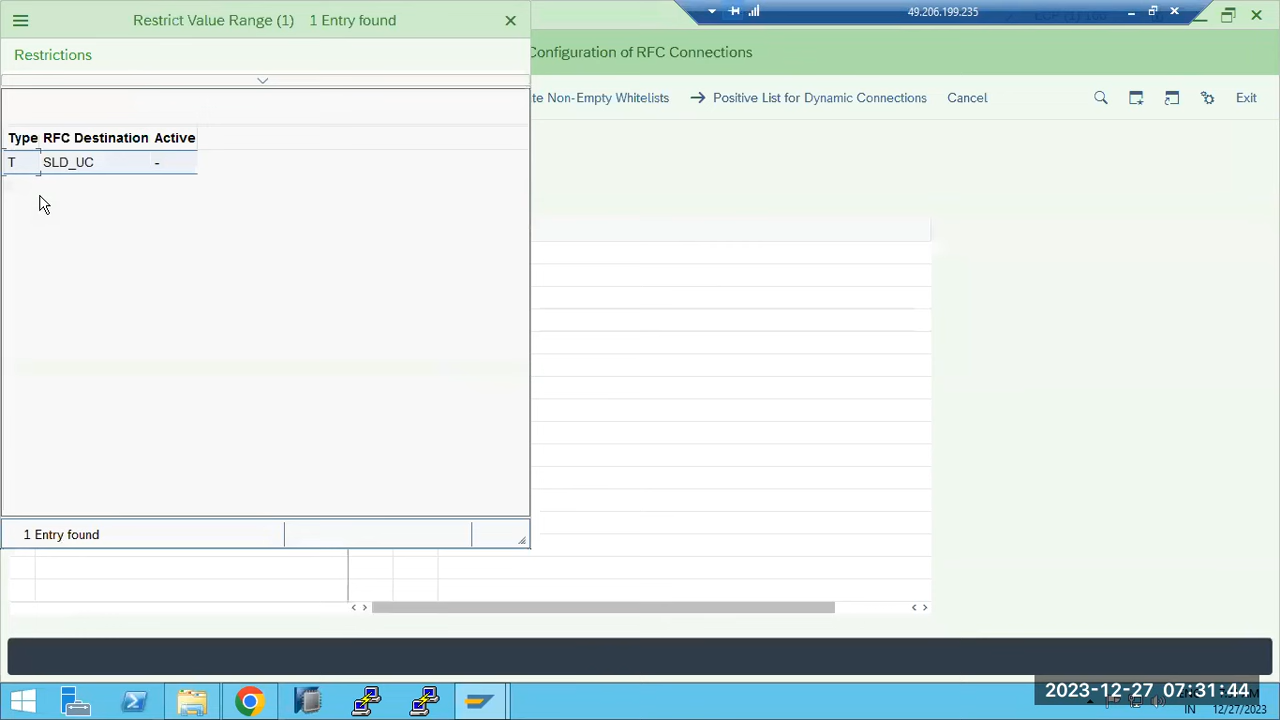 Restrict Value Range (1) 1 Entry found
49.206.199.235
Restrictions
Configuration of RFC Connections
te Non-Empty Whitelists
Positive List for Dynamic Connections
Cancel
Exit
Type RFC Destination Active
T SLD_UC -
1 Entry found
2023-12-27 07:31:44
IN
12/27/2023